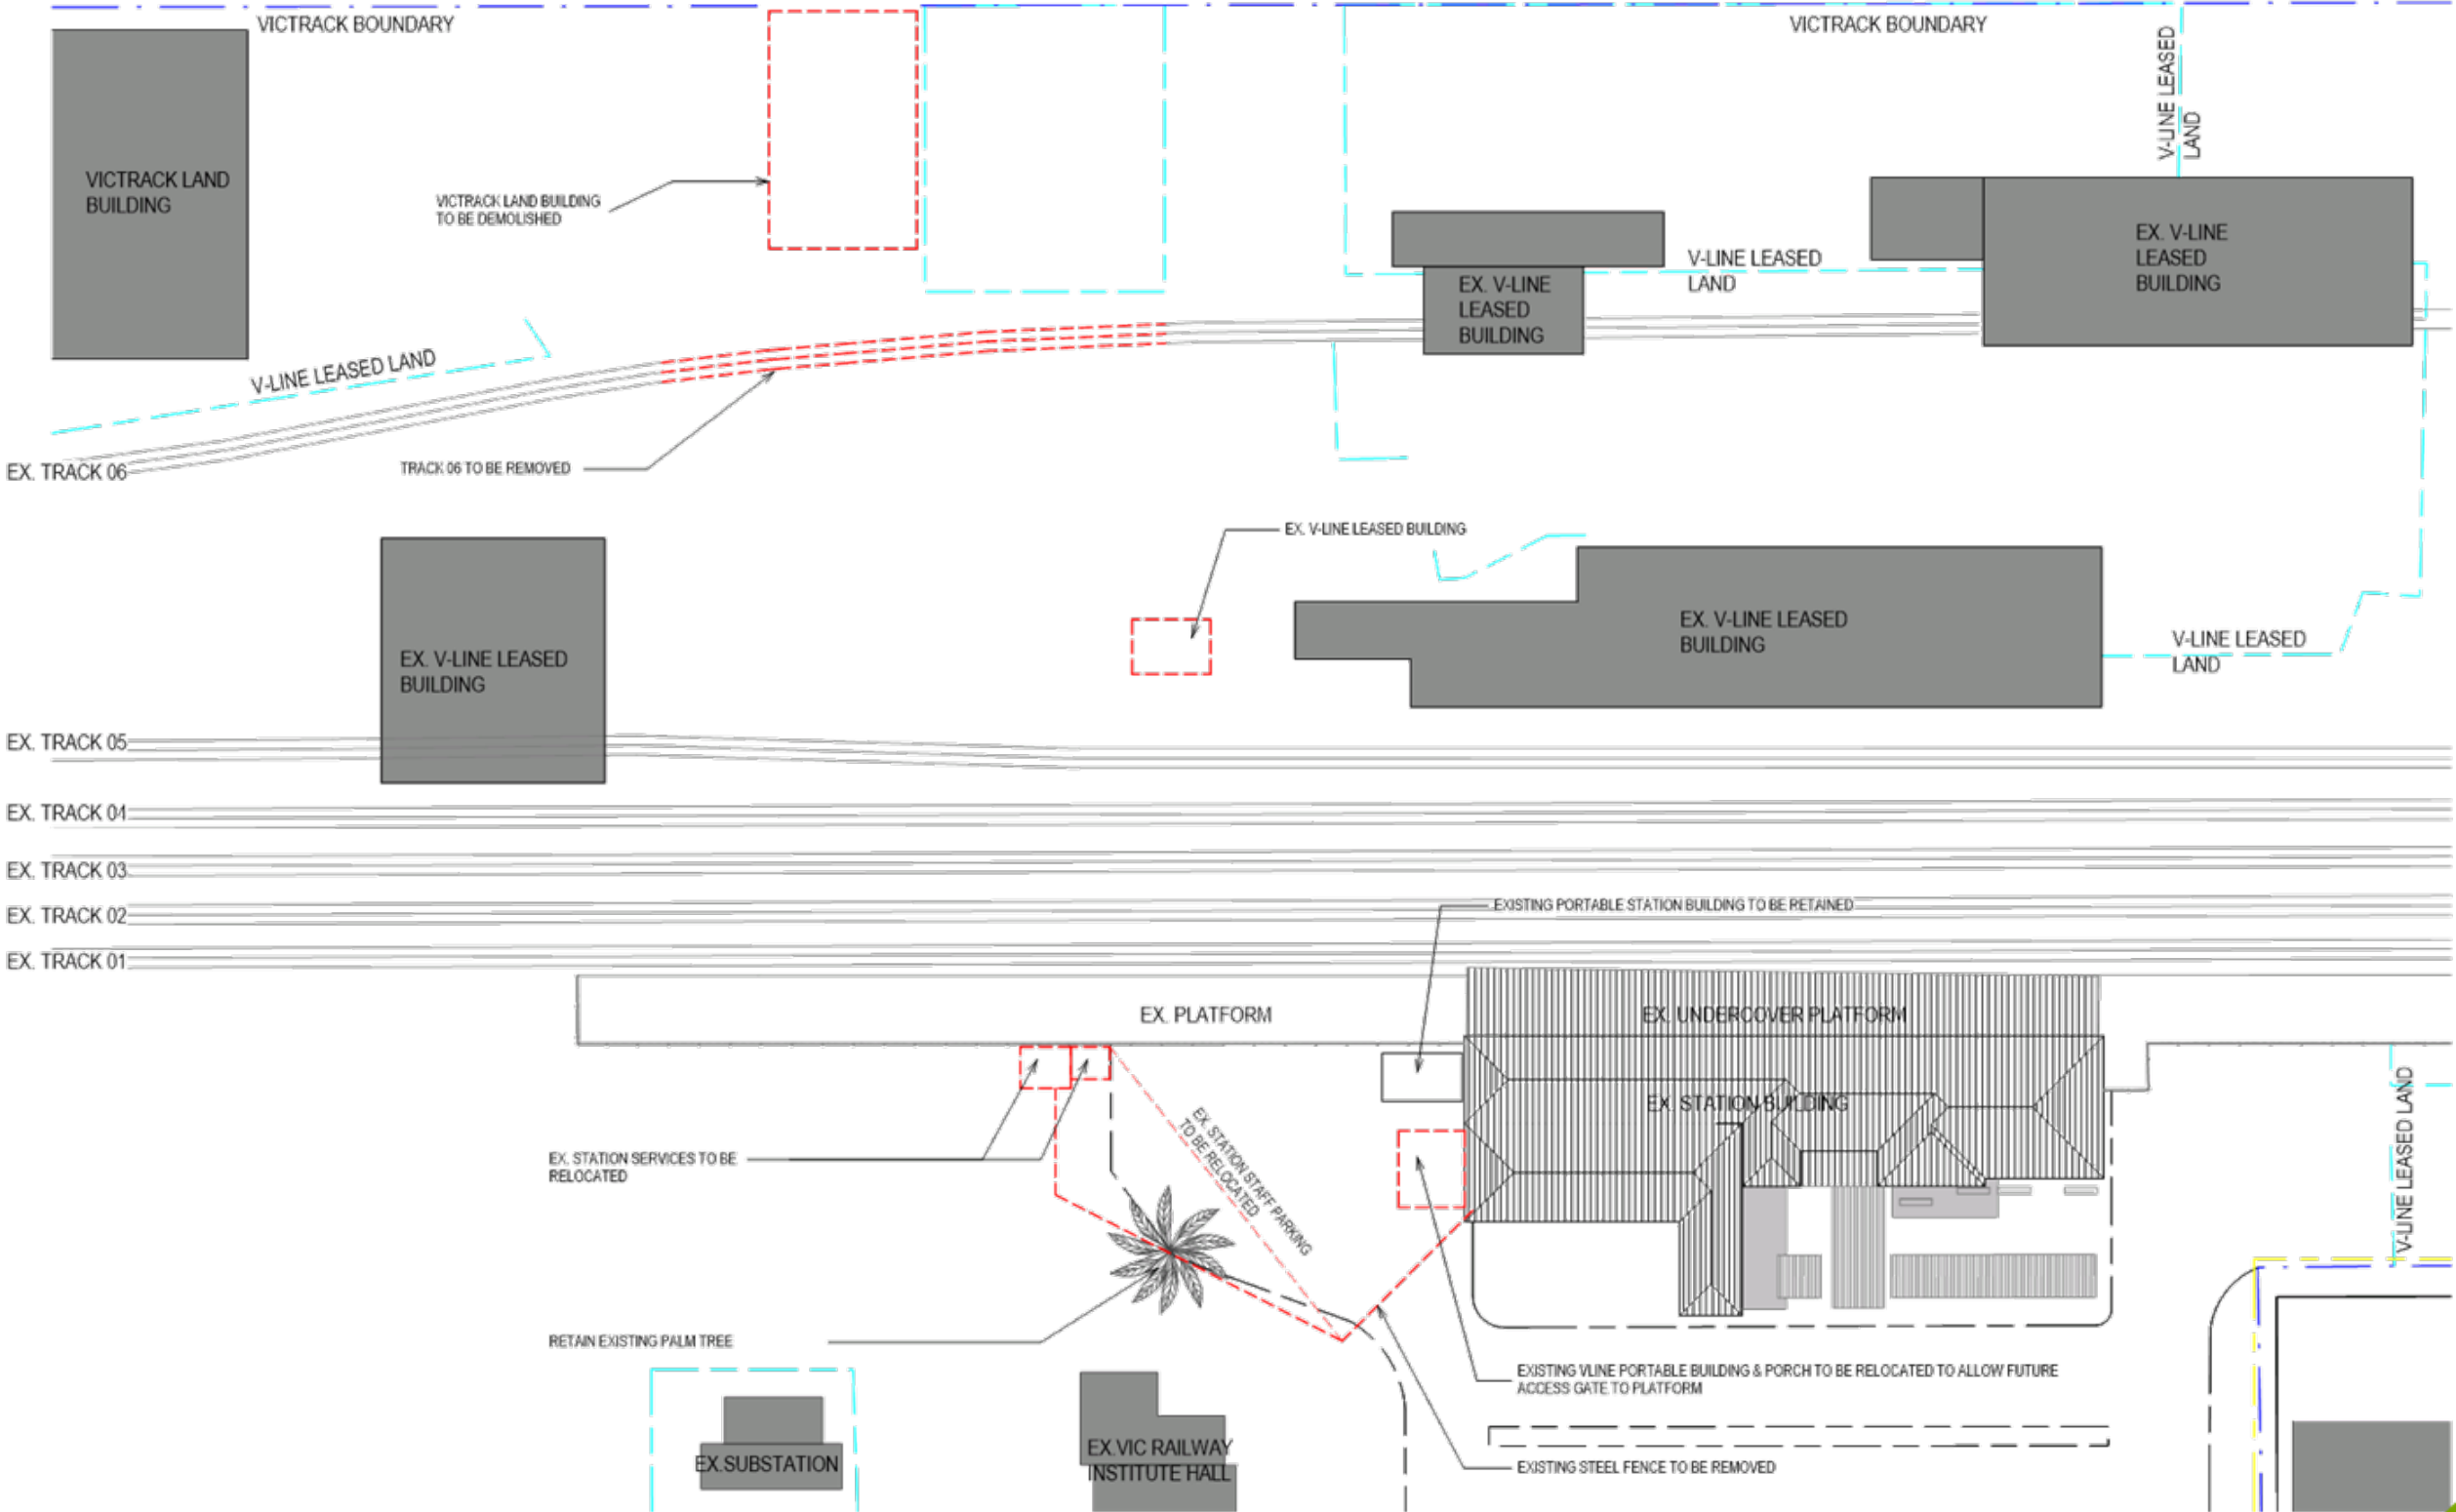 VICTRACK BOUNDARY
VICTRACK BOUNDARY
V-LINE LEASED
LAND
VICTRACK LAND
BUILDING
VICTRACK LAND BUILDING
TO BE DEMOLISHED
EX. V-LINE
LEASED
BUILDING
V-LINE LEASED
LAND
EX. V-LINE
LEASED
BUILDING
V-LINE LEASED LAND
EX. TRACK 06
TRACK 06 TO BE REMOVED
EX. V-LINE LEASED BUILDING
EX. V-LINE LEASED
BUILDING
EX. V-LINE LEASED
BUILDING
V-LINE LEASED
LAND
EX. TRACK 05
EX. TRACK 04
EX. TRACK 03
EX. TRACK 02
EX. TRACK 01
EXISTING PORTABLE STATION BUILDING TO BE RETAINED
EX. PLATFORM
EX. UNDERCOVER PLATFORM
EX. STATION BUILDING
EX. STATION STAFF PARKING
TO BE RELOCATED
V-LINE LEASED LAND
EX. STATION SERVICES TO BE
RELOCATED
RETAIN EXISTING PALM TREE
EXISTING VLINE PORTABLE BUILDING & PORCH TO BE RELOCATED TO ALLOW FUTURE
ACCESS GATE TO PLATFORM
EX.SUBSTATION
EX.VIC RAILWAY
INSTITUTE HALL
EXISTING STEEL FENCE TO BE REMOVED